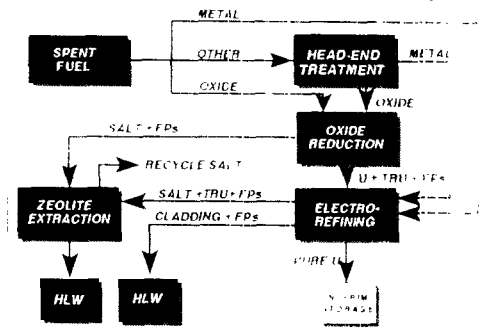 METAL
SPENT
FUEL
OTHER
HEAD-END
TREATMENT
METAL
OXIDE
OXIDE
SALT + FPs
OXIDE
REDUCTION
RECYCLE SALT
U + TRU + FPs
ZEOLITE
EXTRACTION
SALT + TRU + FPs
ELECTRO-
REFINING
CLADDING + FPs
PURE U
HLW
HLW
STORAGE